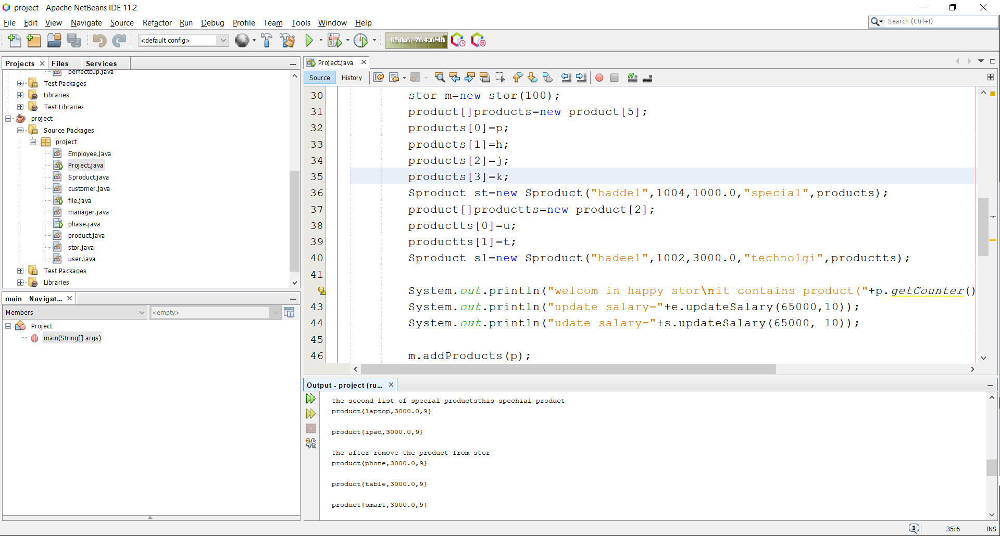 project - Apache NetBeans IDE 11.2
File Edit View Navigate Source Refactor Run Debug Profile Team Tools Window Help
Search (Ctrl+I)
<default config>
650.6/764.0MB
Projects Files Services
perfectcup.java
Test Packages
Libraries
Test Libraries
project
Source Packages
project
Employee.java
Project.java
Sproduct.java
customer.java
file.java
manager.java
phase.java
product.java
stor.java
user.java
Test Packages
Libraries
main - Navigat...
Members
<empty>
Project
main(String[] args)
Project.java
Source History
30 stor m=new stor(100);
31 product[]products=new product[5];
32 products[0]=p;
33 products[1]=h;
34 products[2]=j;
35 products[3]=k;
36 Sproduct st=new Sproduct("haddel",1004,1000.0,"special",products);
37 product[]productts=new product[2];
38 productts[0]=u;
39 productts[1]=t;
40 Sproduct sl=new Sproduct("hadeel",1002,3000.0,"technolgi",productts);
41
System.out.println("welcom in happy stor\nit contains product("+p.getCounter()
43 System.out.println("update salary="+e.updateSalary(65000,10));
44 System.out.println("udate salary="+s.updateSalary(65000, 10));
45
46 m.addProducts(p);
Output - project (ru...
the second list of special productsthis spechial product
product{laptop,3000.0,9}
product{ipad,3000.0,9}
the after remove the product from stor
product{phone,3000.0,9}
product{table,3000.0,9}
product{smart,3000.0,9}
1
35:6
INS